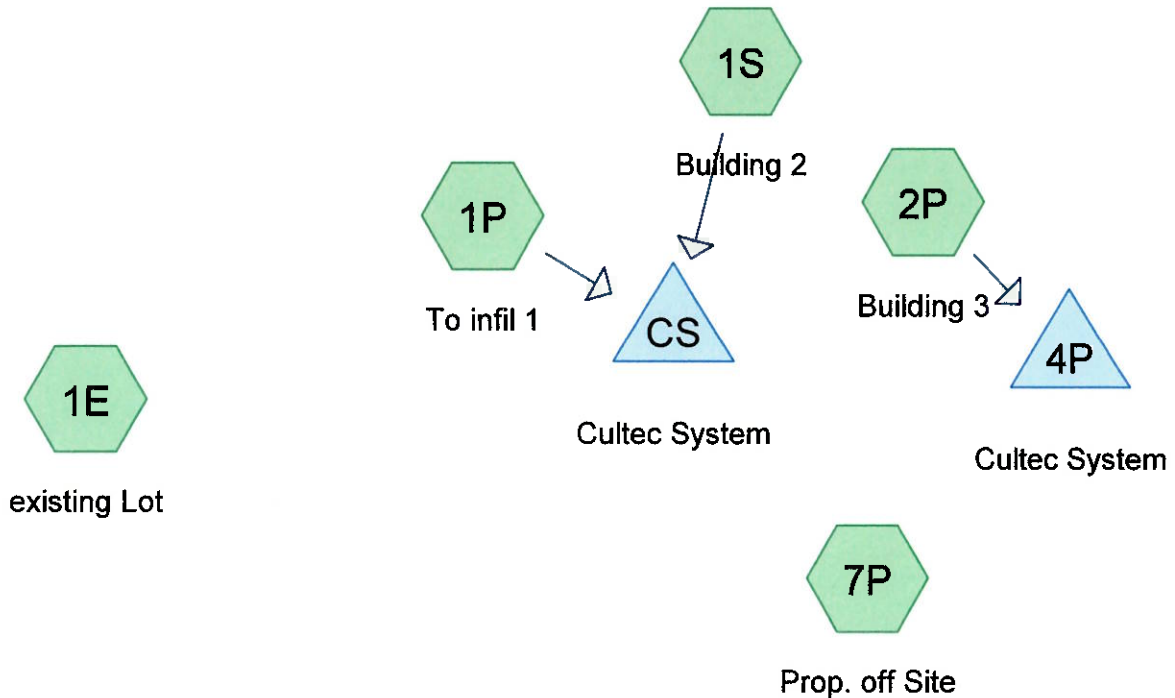 1S
Building 2
1P
To infil 1
2P
Building 3
CS
Cultec System
4P
Cultec System
1E
existing Lot
7P
Prop. off Site